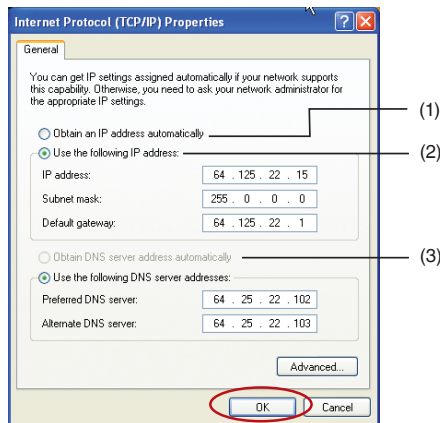 Internet Protocol (TCP/IP) Properties
General
You can get IP settings assigned automatically if your network supports
this capability. Otherwise, you need to ask your network administrator for
the appropriate IP settings.
Obtain an IP address automatically (1)
Use the following IP address: (2)
IP address: 64 . 125 . 22 . 15
Subnet mask: 255 . 0 . 0 . 0
Default gateway: 64 . 125 . 22 . 1
Obtain DNS server address automatically (3)
Use the following DNS server addresses:
Preferred DNS server: 64 . 25 . 22 . 102
Alternate DNS server: 64 . 25 . 22 . 103
Advanced...
OK Cancel